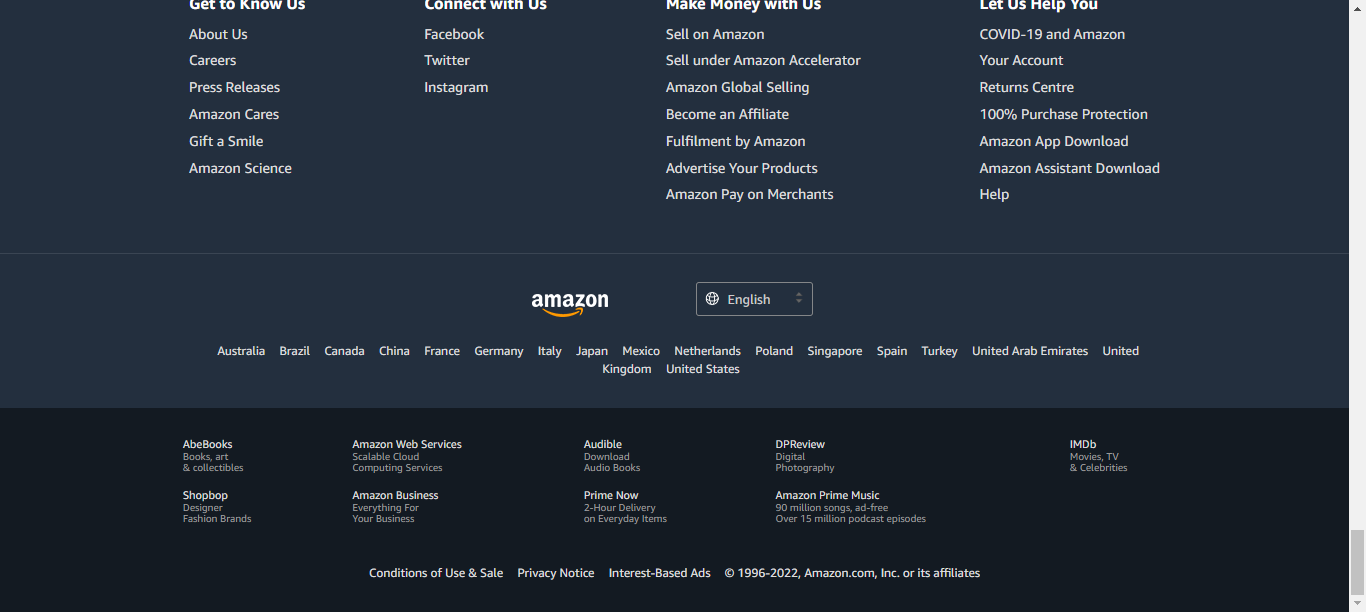 Get to Know Us
About Us
Careers
Press Releases
Amazon Cares
Gift a Smile
Amazon Science
Connect with Us
Facebook
Twitter
Instagram
Make Money with Us
Sell on Amazon
Sell under Amazon Accelerator
Amazon Global Selling
Become an Affiliate
Fulfilment by Amazon
Advertise Your Products
Amazon Pay on Merchants
Let Us Help You
COVID-19 and Amazon
Your Account
Returns Centre
100% Purchase Protection
Amazon App Download
Amazon Assistant Download
Help
amazon
English
Australia Brazil Canada China France Germany Italy Japan Mexico Netherlands Poland Singapore Spain Turkey United Arab Emirates United
Kingdom United States
AbeBooks
Books, art
& collectibles
Amazon Web Services
Scalable Cloud
Computing Services
Audible
Download
Audio Books
DPReview
Digital
Photography
IMDb
Movies, TV
& Celebrities
Shopbop
Designer
Fashion Brands
Amazon Business
Everything For
Your Business
Prime Now
2-Hour Delivery
on Everyday Items
Amazon Prime Music
90 million songs, ad-free
Over 15 million podcast episodes
Conditions of Use & Sale Privacy Notice Interest-Based Ads © 1996-2022, Amazon.com, Inc. or its affiliates